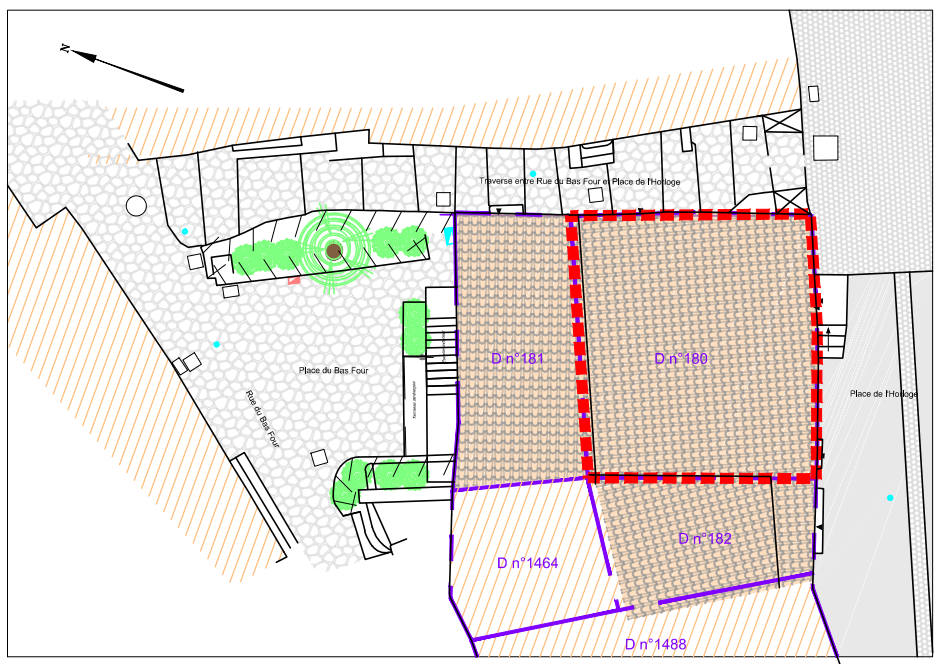 N
Traverse entre Rue du Bas Four et Place de l'Horloge
D n°181
D n°180
Place du Bas Four
Rue du Bas Four
Place de l'Horloge
D n°182
D n°1464
D n°1488